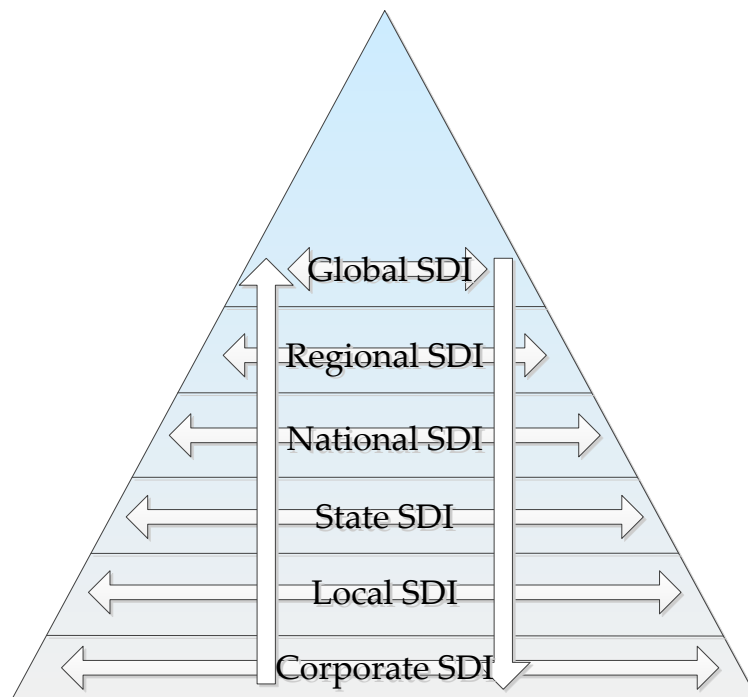 Global SDI
Regional SDI
National SDI
State SDI
Local SDI
Corporate SDI